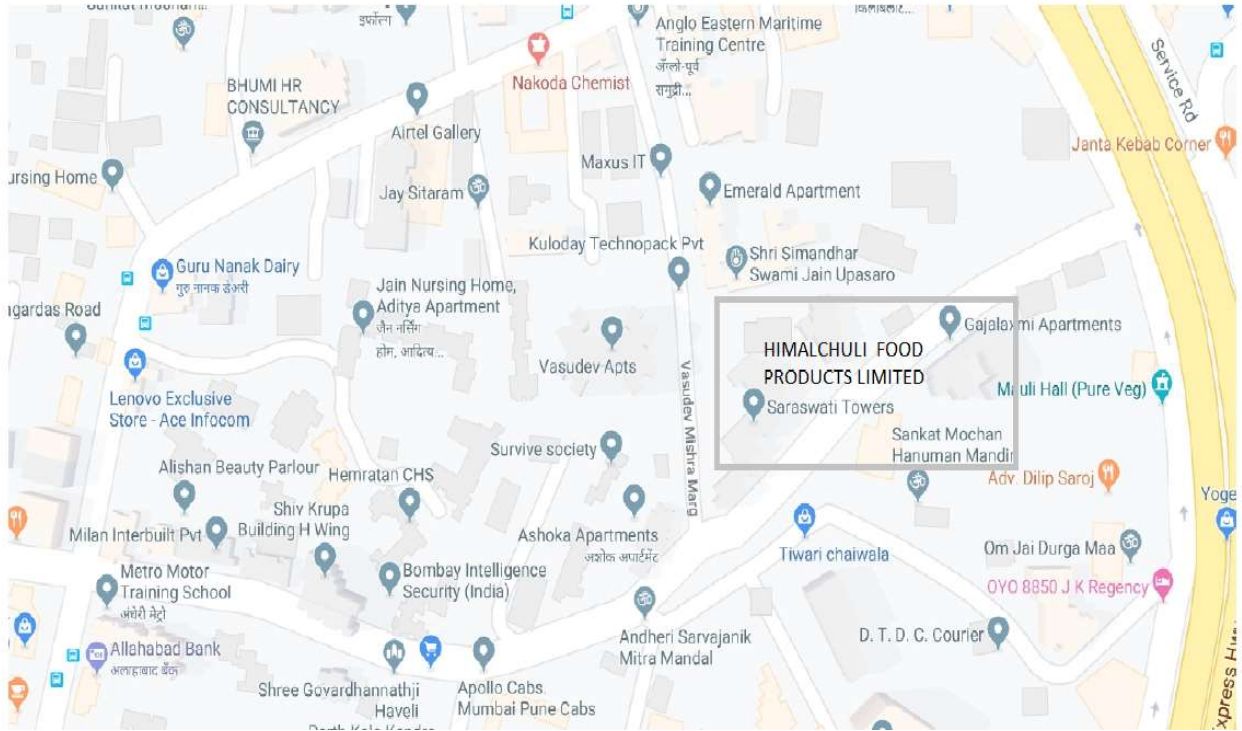 इर्फोल्ग
Anglo Eastern Maritime
Training Centre
अँग्लो-पूर्व
Service Rd
Nakoda Chemist
BHUMI HR
CONSULTANCY
Airtel Gallery
Janta Kebab Corner
Maxus IT
ursing Home
Jay Sitaram
Emerald Apartment
Kuloday Technopack Pvt
Shri Simandhar
Swami Jain Upasaro
Guru Nanak Dairy
गुरु नानक डेअरी
Jain Nursing Home,
Aditya Apartment
जैन नर्सिंग
होम, आदित्य...
agardas Road
Gajalaxmi Apartments
HIMALCHULI FOOD
PRODUCTS LIMITED
Vasudev Apts
Vasudev Mishra Marg
Mauli Hall (Pure Veg)
Lenovo Exclusive
Store - Ace Infocom
Saraswati Towers
Sankat Mochan
Hanuman Mandir
Survive society
Alishan Beauty Parlour
Hemratan CHS
Adv. Dilip Saroj
Yoge
Shiv Krupa
Building H Wing
Milan Interbuilt Pvt
Ashoka Apartments
अशोक अपार्टमेंट
Tiwari chaiwala
Om Jai Durga Maa
Metro Motor
Training School
अंधेरी मेट्रो
Bombay Intelligence
Security (India)
OYO 8850 J K Regency
Andheri Sarvajanik
Mitra Mandal
D. T. D. C. Courier
Allahabad Bank
अलाहाबाद बँक
Shree Govardhannathji
Haveli
Apollo Cabs.
Mumbai Pune Cabs
xpress Hig